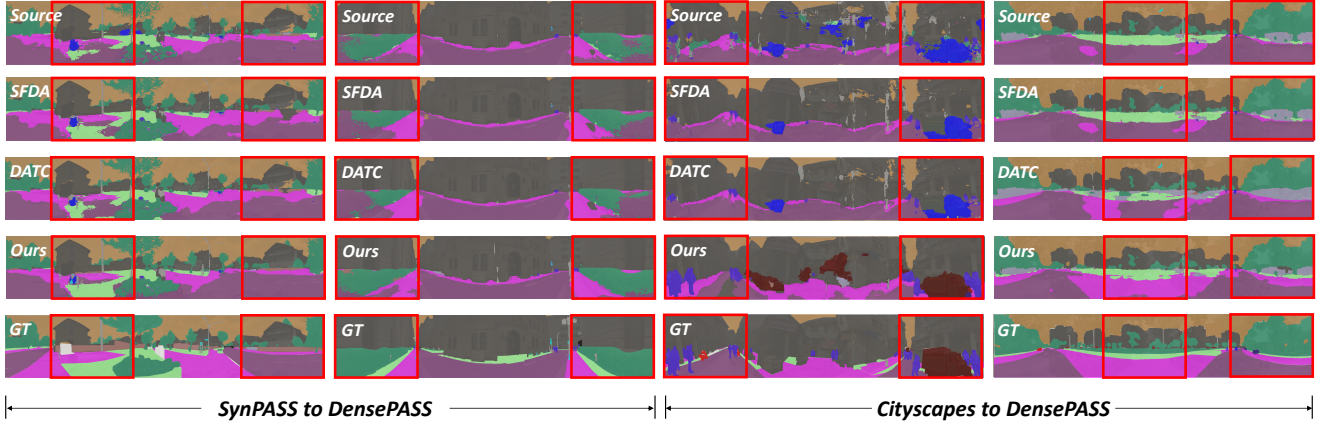 Source Source Source Source
SFDA SFDA SFDA SFDA
DATC DATC DATC DATC
Ours Ours Ours Ours
GT GT GT GT
SynPASS to DensePASS Cityscapes to DensePASS